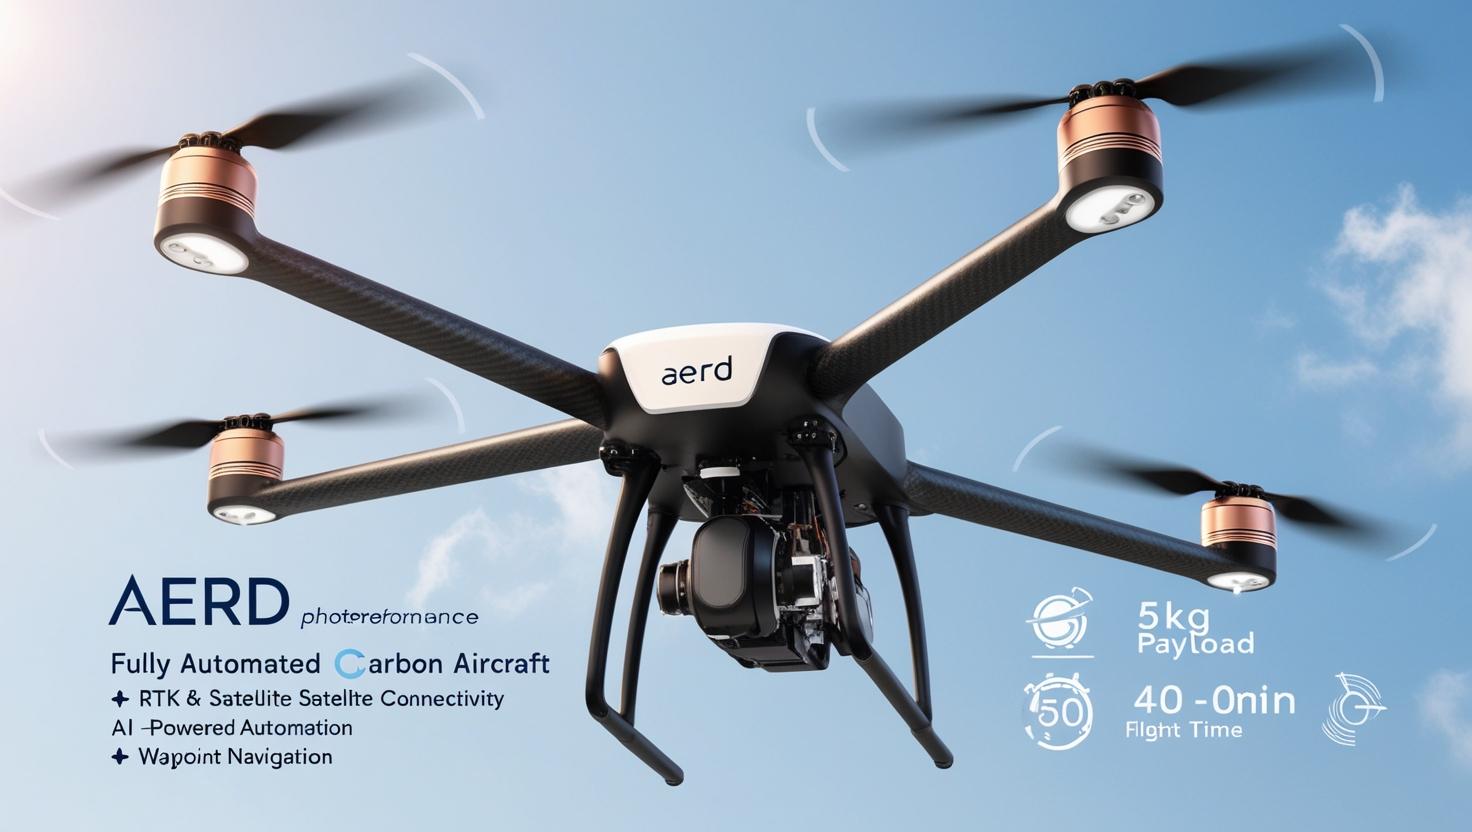 aerd
AERD photoreformance
Fully Automated Carbon Aircraft
RTK & Satellite Satellite Connectivity
AI -Powered Automation
Wapoint Navigation
5kg
Payload
50
40 -0nin
Flight Time